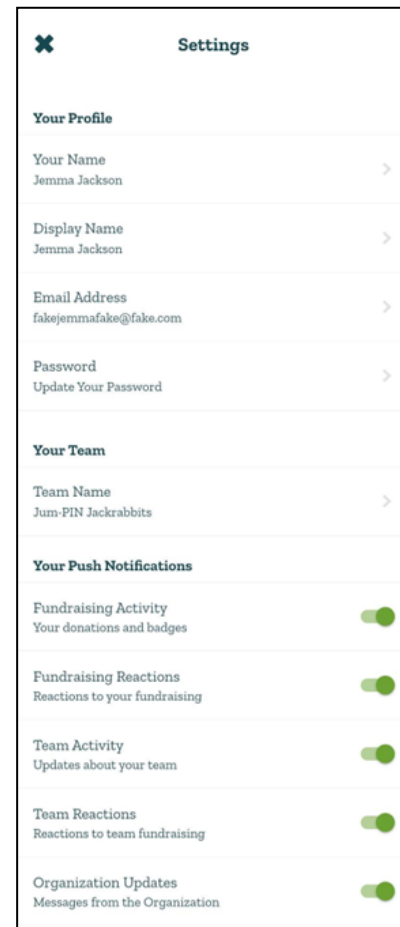 Settings
Your Profile
Your Name
Jemma Jackson
Display Name
Jemma Jackson
Email Address
fakejemmafake@fake.com
Password
Update Your Password
Your Team
Team Name
Jum-PIN Jackrabbits
Your Push Notifications
Fundraising Activity
Your donations and badges
Fundraising Reactions
Reactions to your fundraising
Team Activity
Updates about your team
Team Reactions
Reactions to team fundraising
Organization Updates
Messages from the Organization